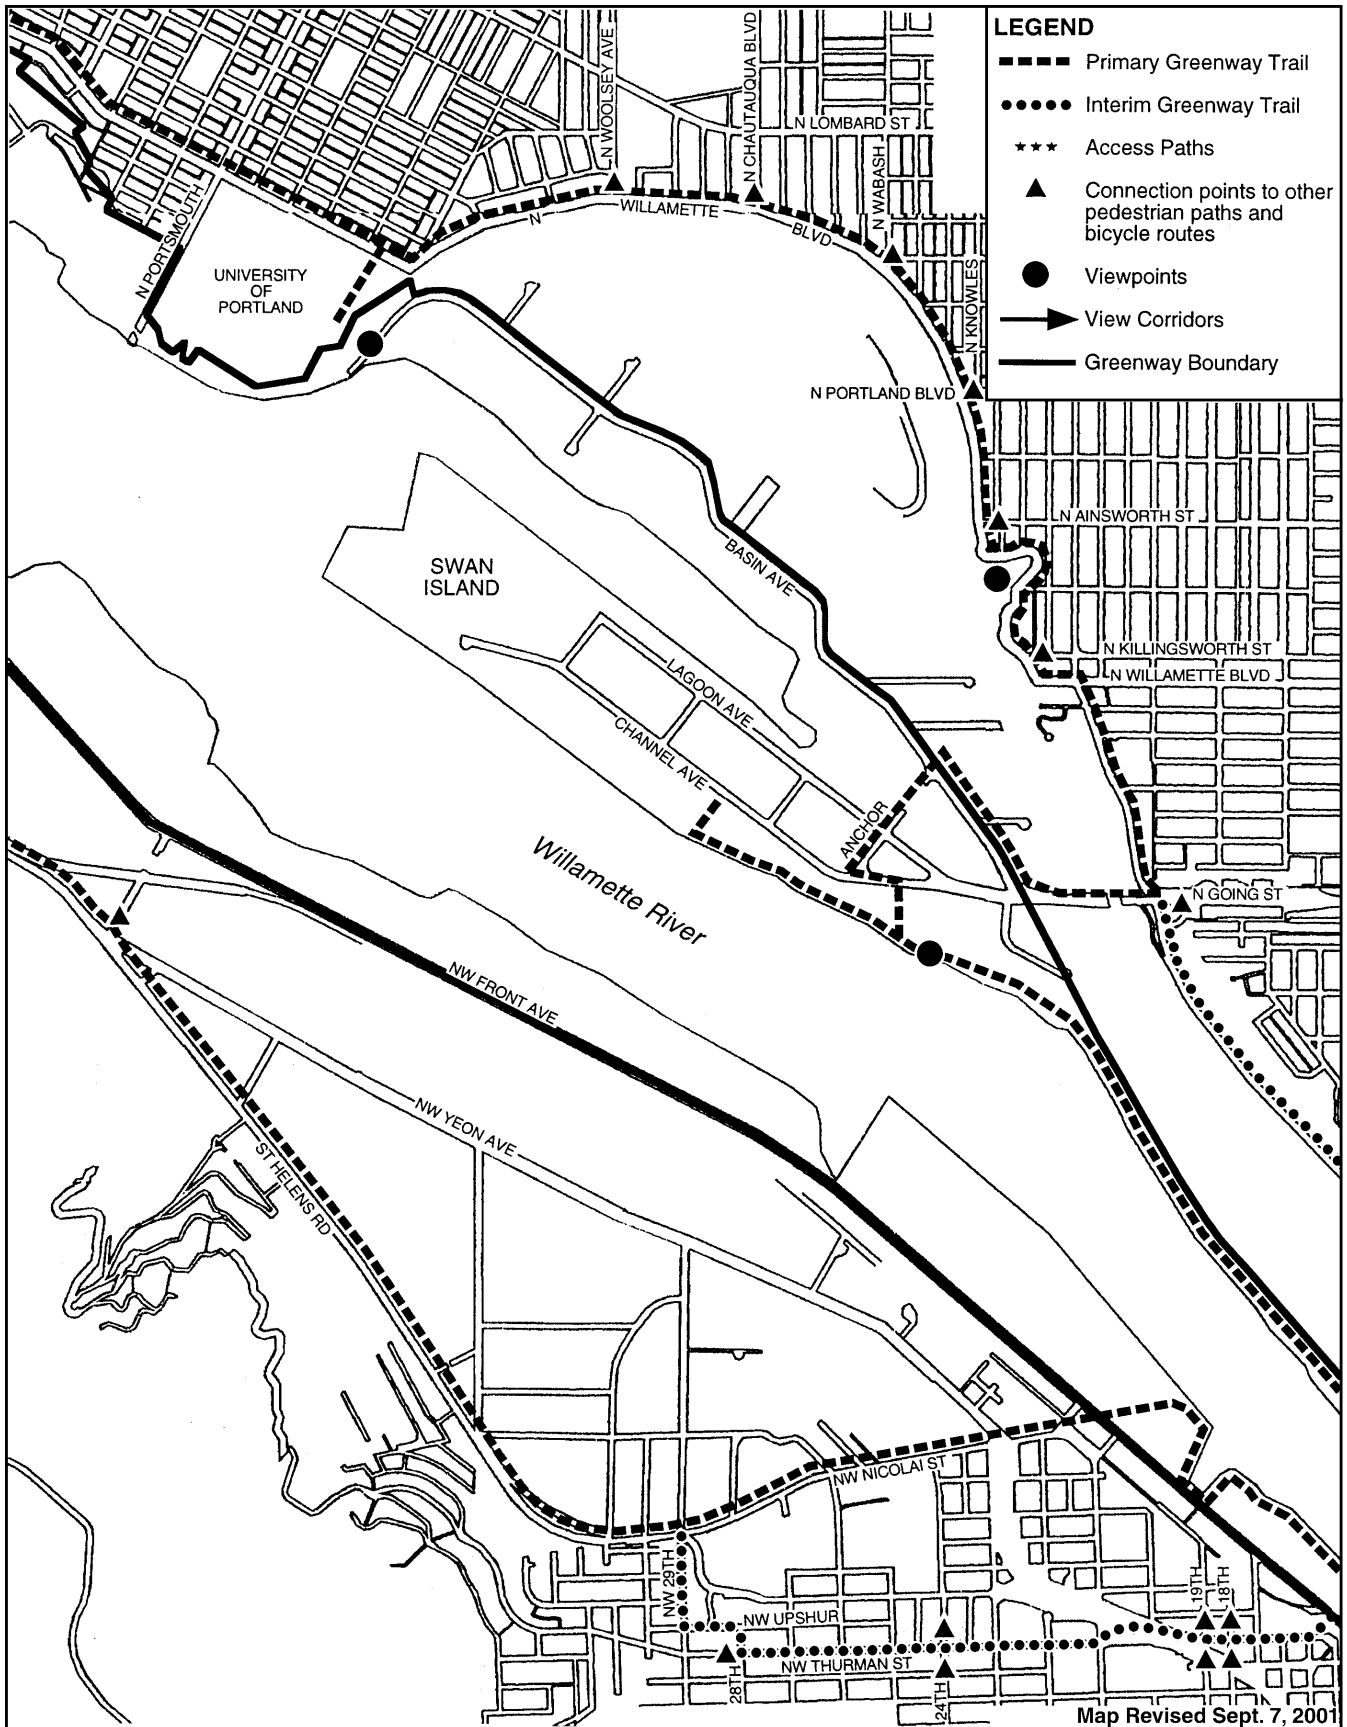 LEGEND
Primary Greenway Trail
Interim Greenway Trail
Access Paths
Connection points to other
pedestrian paths and
bicycle routes
Viewpoints
View Corridors
Greenway Boundary
N WOOLSEY AVE
N CHAUTAUQUA BLVD
N LOMBARD ST
N WABASH
N PORTSMOUTH
N WILLAMETTE BLVD
UNIVERSITY
OF
PORTLAND
N KNOWLES
N PORTLAND BLVD
N AINSWORTH ST
BASIN AVE
SWAN
ISLAND
N KILLINGSWORTH ST
N WILLAMETTE BLVD
LAGOON AVE
CHANNEL AVE
ANCHOR
Willamette River
N GOING ST
NW FRONT AVE
NW YEON AVE
ST HELENS RD
NW NICOLAI ST
NW 29TH
19TH
18TH
NW UPSHUR
NW THURMAN ST
28TH
24TH
Map Revised Sept. 7, 2001